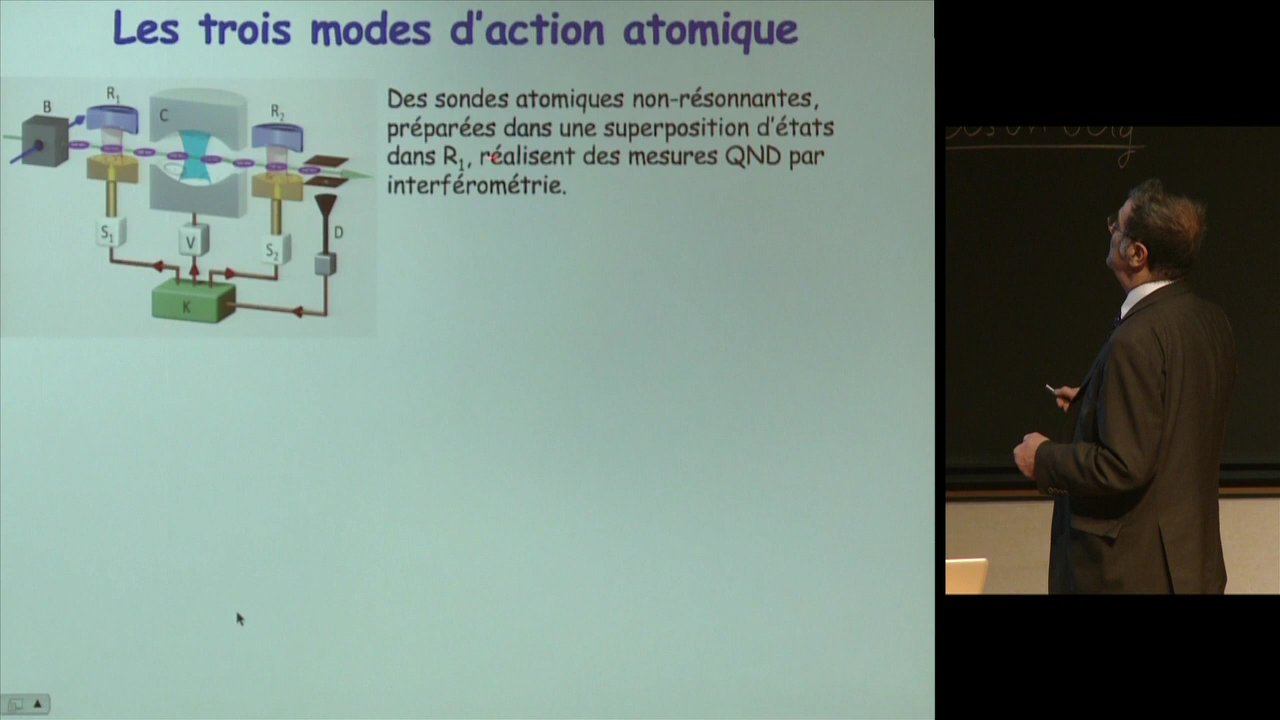 Les trois modes d'action atomique
Des sondes atomiques non-résonnantes,
préparées dans une superposition d'états
dans R₁, réalisent des mesures QND par
interférométrie.
B
R₁
C
R₂
S₁
V
S₂
D
K